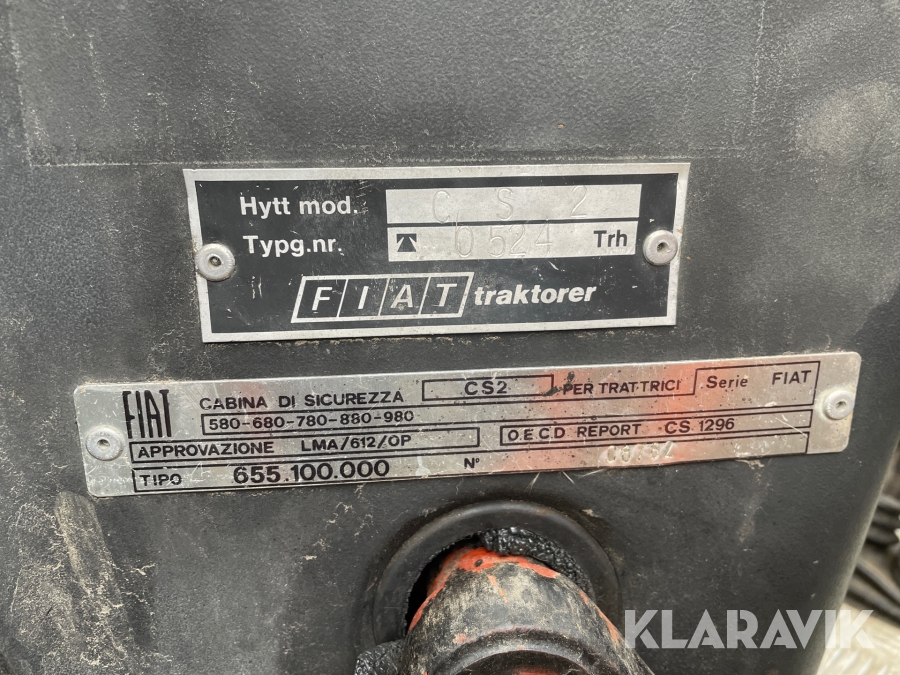 Hytt mod. C S 2
Typg.nr. 0524 Trh
FIAT traktorer
FIAT CABINA DI SICUREZZA CS2 PER TRATTRICI Serie FIAT
580-680-780-880-980
APPROVAZIONE LMA/612/OP O.E.C.D REPORT CS.1296
TIPO 655.100.000 N°
KLARAVIK